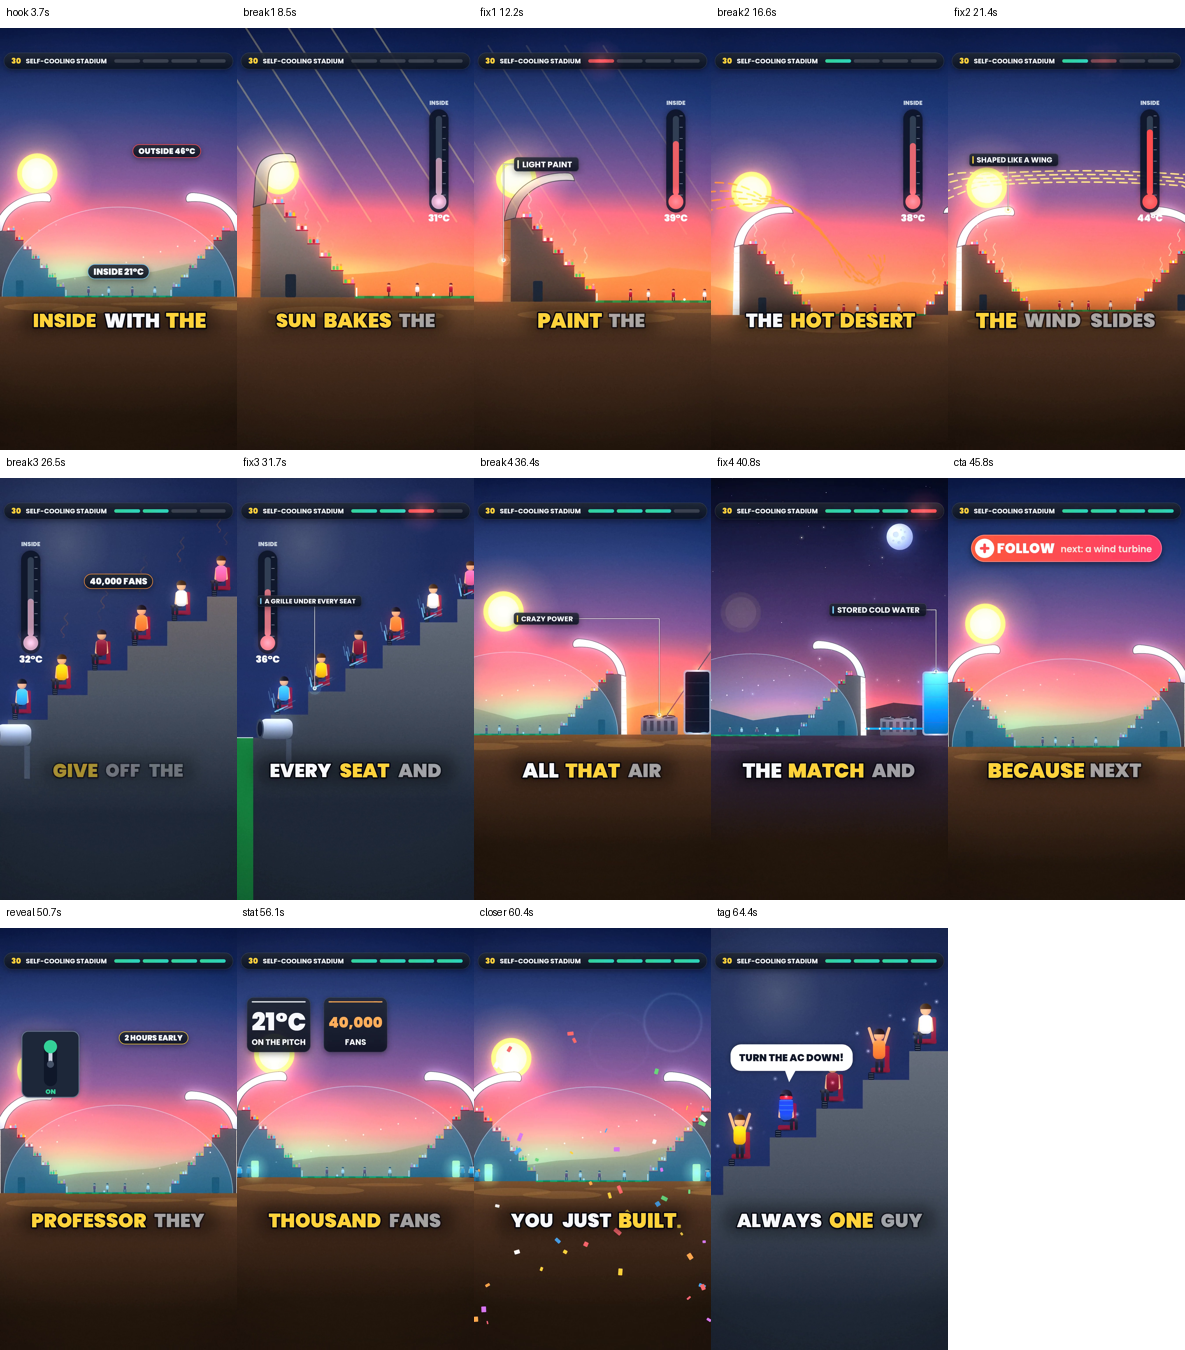 hook 3.7s
30 SELF-COOLING STADIUM
OUTSIDE 46°C
INSIDE 21°C
INSIDE WITH THE
break1 8.5s
30 SELF-COOLING STADIUM
INSIDE
31°C
SUN BAKES THE
fix1 12.2s
30 SELF-COOLING STADIUM
INSIDE
LIGHT PAINT
39°C
PAINT THE
break2 16.6s
30 SELF-COOLING STADIUM
INSIDE
38°C
THE HOT DESERT
fix2 21.4s
30 SELF-COOLING STADIUM
INSIDE
SHAPED LIKE A WING
44°C
THE WIND SLIDES
break3 26.5s
30 SELF-COOLING STADIUM
INSIDE
40,000 FANS
32°C
GIVE OFF THE
fix3 31.7s
30 SELF-COOLING STADIUM
INSIDE
A GRILLE UNDER EVERY SEAT
36°C
EVERY SEAT AND
break4 36.4s
30 SELF-COOLING STADIUM
CRAZY POWER
ALL THAT AIR
fix4 40.8s
30 SELF-COOLING STADIUM
STORED COLD WATER
THE MATCH AND
cta 45.8s
30 SELF-COOLING STADIUM
FOLLOW next: a wind turbine
BECAUSE NEXT
reveal 50.7s
30 SELF-COOLING STADIUM
2 HOURS EARLY
ON
PROFESSOR THEY
stat 56.1s
30 SELF-COOLING STADIUM
21°C
ON THE PITCH
40,000
FANS
THOUSAND FANS
closer 60.4s
30 SELF-COOLING STADIUM
YOU JUST BUILT
tag 64.4s
30 SELF-COOLING STADIUM
TURN THE AC DOWN!
ALWAYS ONE GUY